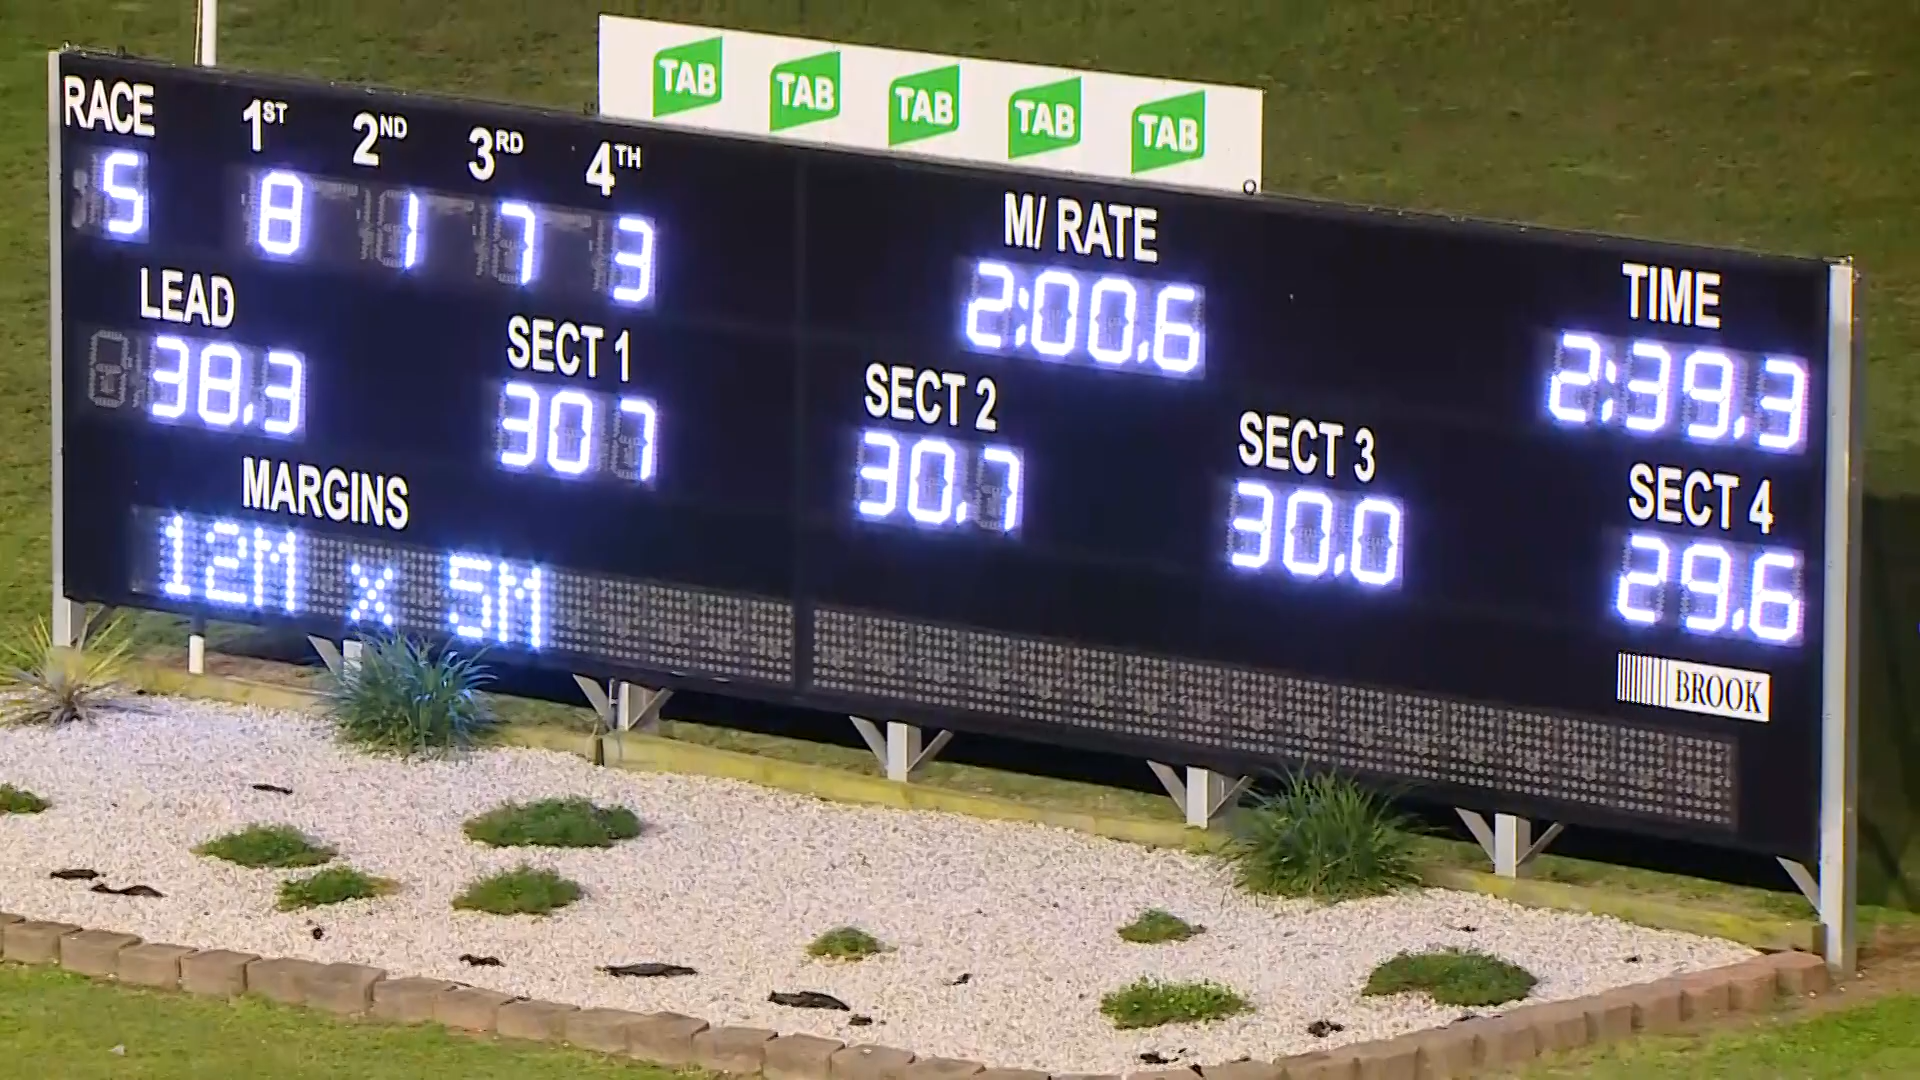 TAB TAB TAB TAB TAB
RACE 1ST 2ND 3RD 4TH
5 8 1 7 3
M/ RATE TIME
2:00.6 2:39.3
LEAD SECT 1 SECT 2 SECT 3 SECT 4
38.3 307 30.7 30.0 29.6
MARGINS
12M x 5M
BROOK